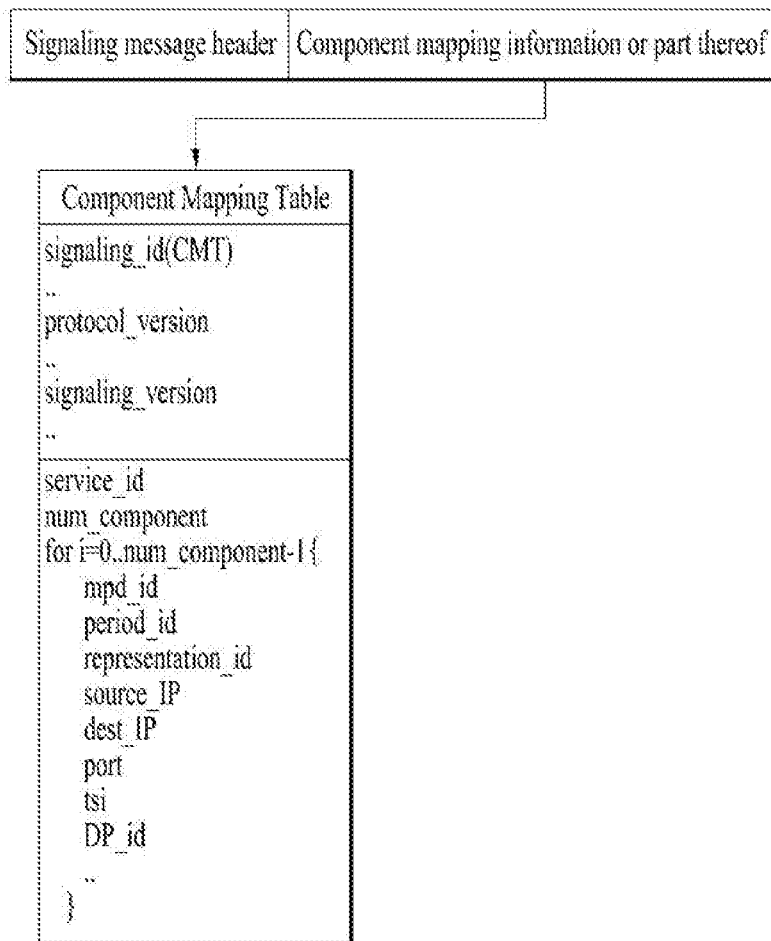 Signaling message header
Component mapping information or part thereof
Component Mapping Table
signaling_id(CMT)
..
protocol_version
..
signaling_version
..
service_id
num_component
for i=0..num_component-1{
mpd_id
period_id
representation_id
source_IP
dest_IP
port
tsi
DP_id
..
}